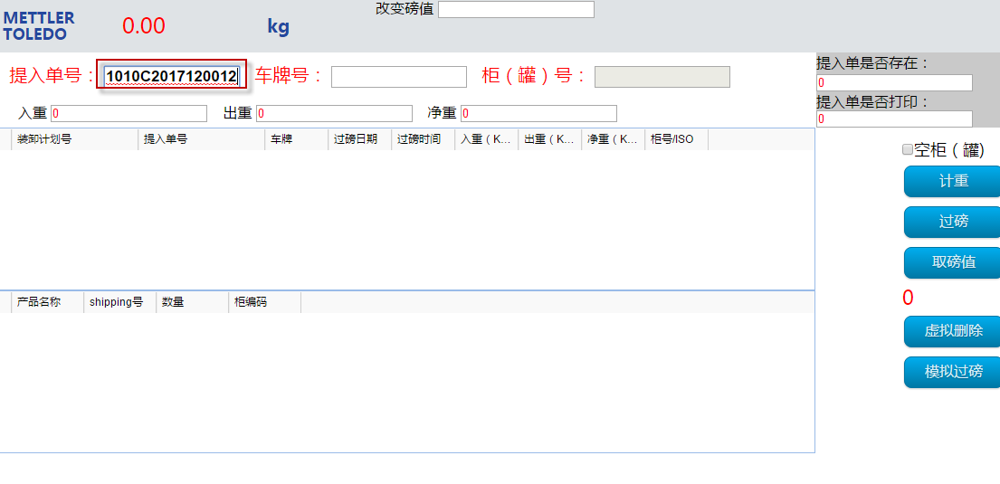 改变磅值
METTLER
TOLEDO
0.00 kg
提入单号： 1010C2017120012 车牌号： 柜（罐）号：
提入单是否存在：
0
提入单是否打印：
0
入重 0 出重 0 净重 0
装卸计划号 提入单号 车牌 过磅日期 过磅时间 入重（K... 出重（K... 净重（K... 柜号/ISO
空柜（罐)
计重
过磅
取磅值
0
虚拟删除
模拟过磅
产品名称 shipping号 数量 柜编码